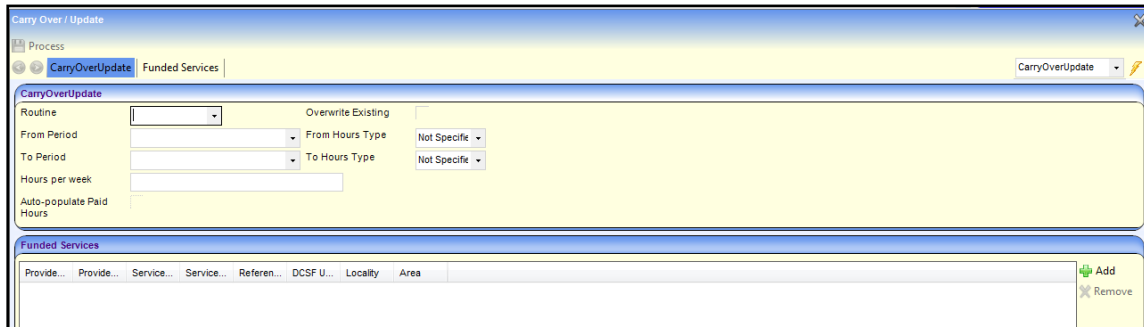 Carry Over / Update
Process
CarryOverUpdate Funded Services CarryOverUpdate
CarryOverUpdate
Routine Overwrite Existing
From Period From Hours Type Not Specifie
To Period To Hours Type Not Specifie
Hours per week
Auto-populate Paid
Hours
Funded Services
Provide... Provide... Service... Service... Referen... DCSF U... Locality Area Add
Remove